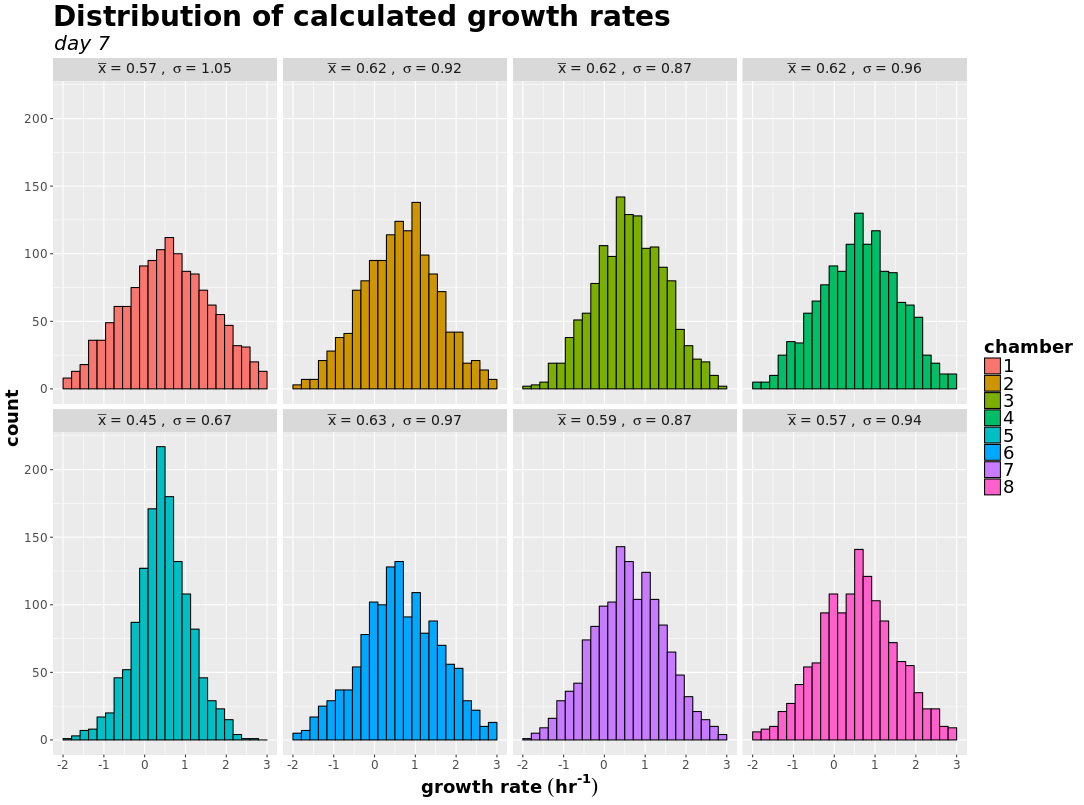 Distribution of calculated growth rates
day 7
x̅ = 0.57 , σ = 1.05
x̅ = 0.62 , σ = 0.92
x̅ = 0.62 , σ = 0.87
x̅ = 0.62 , σ = 0.96
200
150
100
50
0
x̅ = 0.45 , σ = 0.67
x̅ = 0.63 , σ = 0.97
x̅ = 0.59 , σ = 0.87
x̅ = 0.57 , σ = 0.94
200
150
100
50
0
-2 -1 0 1 2 3
-2 -1 0 1 2 3
-2 -1 0 1 2 3
-2 -1 0 1 2 3
growth rate (hr⁻¹)
count
chamber
1
2
3
4
5
6
7
8